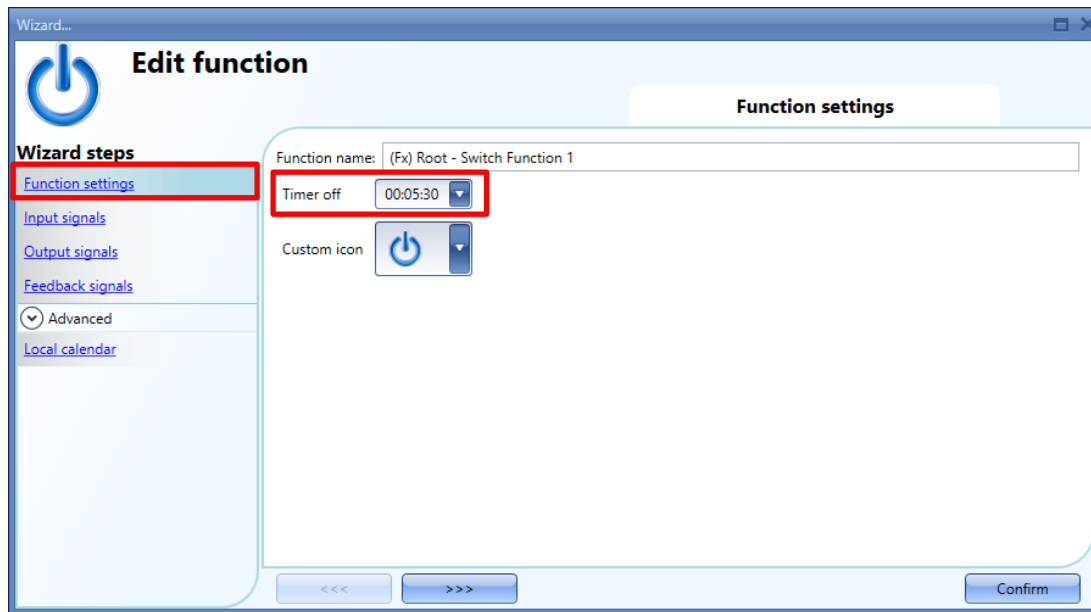 Wizard...
Edit function
Function settings
Wizard steps
Function settings
Input signals
Output signals
Feedback signals
Advanced
Local calendar
Function name: (Fx) Root - Switch Function 1
Timer off 00:05:30
Custom icon
<<< >>> Confirm